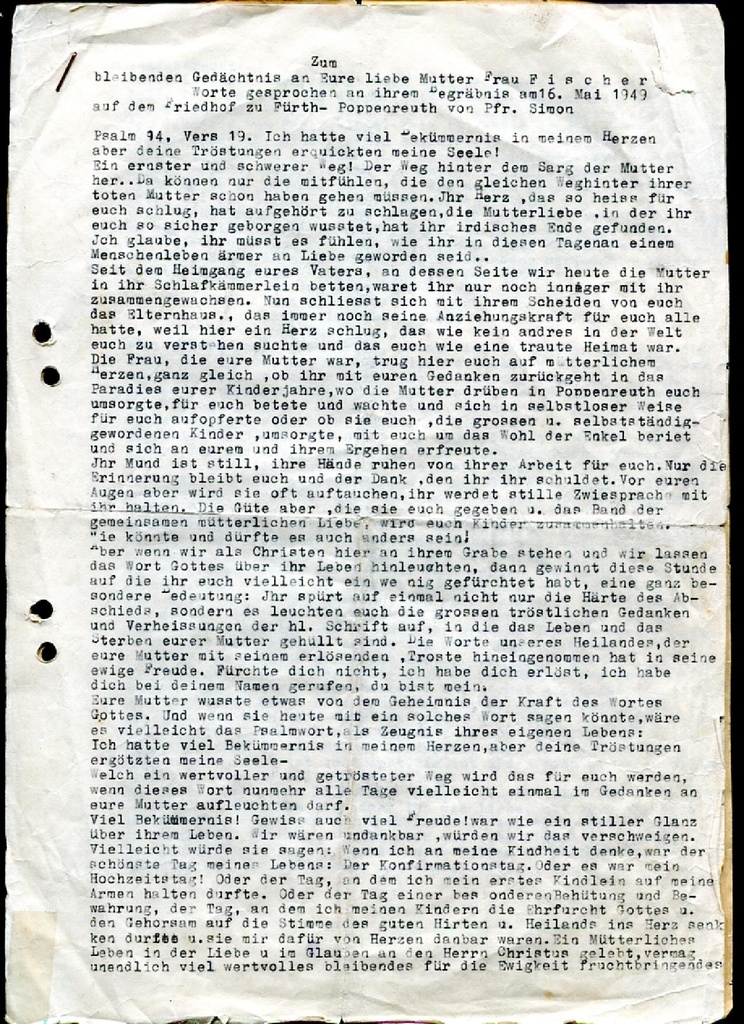 Zum
bleibenden Gedächtnis an Eure liebe Mutter Frau F i s c h e r
Worte gesprochen an ihrem Begräbnis am16. Mai 1949
auf dem Friedhof zu Fürth- Poppenreuth von Pfr. Simon
Psalm 94, Vers 19. Ich hatte viel Bekümmernis in meinem Herzen
aber deine Tröstungen erquickten meine Seele!
Ein ernster und schwerer Weg! Der Weg hinter dem Sarg der Mutter
her..Da können nur die mitfühlen, die den gleichen Weghinter ihrer
toten Mutter schon haben gehen müssen.Jhr Herz ,das so heiss für
euch schlug, hat aufgehört zu schlagen,die Mutterliebe ,in der ihr
euch so sicher geborgen wusstet,hat ihr irdisches Ende gefunden.
Jch glaube, ihr müsst es fühlen, wie ihr in diesen Tagenan einem
Menschenleben ärmer an Liebe geworden seid..
Seit dem Heimgang eures Vaters, an dessen Seite wir heute die Mutter
in ihr Schlafkämmerlein betten,waret ihr nur noch inniger mit ihr
zusammengewachsen. Nun schliesst sich mit ihrem Scheiden von euch
das Elternhaus., das immer noch seine Anziehungskraft für euch alle
hatte, weil hier ein Herz schlug, das wie kein andres in der Welt
euch zu verstehen suchte und das euch wie eine traute Heimat war.
Die Frau, die eure Mutter war, trug hier euch auf mütterlichem
Herzen,ganz gleich ,ob ihr mit euren Gedanken zurückgeht in das
Paradies eurer Kinderjahre,wo die Mutter drüben in Poppenreuth euch
umsorgte,für euch betete und wachte und sich in selbstloser Weise
für euch aufopferte oder ob sie euch ,die grossen u. selbstständig-
gewordenen Kinder ,umsorgte, mit euch um das Wohl der Enkel beriet
und sich an eurem und ihrem Ergehen erfreute.
Jhr Mund ist still, ihre Hände ruhen von ihrer Arbeit für euch.Nur die
Erinnerung bleibt euch und der Dank ,den ihr ihr schuldet.Vor euren
Augen aber wird sie oft auftauchen,ihr werdet stille Zwiesprache mit
ihr halten. Die Güte aber ,die sie euch gegeben u. das Band der
gemeinsamen mütterlichen Liebe, wird euch Kinder zusammenhalten.
Wie könnte und dürfte es auch anders sein!
Aber wenn wir als Christen hier an ihrem Grabe stehen und wir lassen
das Wort Gottes über ihr Leben hinleuchten, dann gewinnt diese Stunde
auf die ihr euch vielleicht ein we nig gefürchtet habt, eine ganz be-
sondere Bedeutung: Jhr spürt auf einmal nicht nur die Härte des Ab-
schieds, sondern es leuchten euch die grossen tröstlichen Gedanken
und Verheissungen der hl. Schrift auf, in die das Leben und das
Sterben eurer Mutter gehüllt sind. Die Worte unseres Heilandes,der
eure Mutter mit seinem erlösenden ,Troste hineingenommen hat in seine
ewige Freude. Fürchte dich nicht, ich habe dich erlöst, ich habe
dich bei deinem Namen gerufen, du bist mein.
Eure Mutter wusste etwas von dem Geheimnis der Kraft des Wortes
Gottes. Und wenn sie heute mit ein solches Wort sagen könnte,wäre
es vielleicht das Psalmwort,als Zeugnis ihres eigenen Lebens:
Ich hatte viel Bekümmernis in meinem Herzen,aber deine Tröstungen
ergötzten meine Seele-
Welch ein wertvoller und getrösteter Weg wird das für euch werden,
wenn dieses Wort nunmehr alle Tage vielleicht einmal im Gedanken an
eure Mutter aufleuchten darf.
Viel Bekümmernis! Gewiss auch viel Freude!war wie ein stiller Glanz
über ihrem Leben. Wir wären undankbar ,würden wir das verschweigen.
Vielleicht würde sie sagen: Wenn ich an meine Kindheit denke,war der
schönste Tag meines Lebens: Der Konfirmationstag.Oder es war mein
Hochzeitstag! Oder der Tag, an dem ich mein erstes Kindlein auf meine
Armen halten durfte. Oder der Tag einer bes onderenBehütung und Be-
wahrung, der Tag, an dem ich meinen Kindern die Ehrfurcht Gottes u.
den Gehorsam auf die Stimme des guten Hirten u. Heilands ins Herz senk
ken durfte u.sie mir dafür von Herzen danbar waren.Ein Mütterliches
Leben in der Liebe u im Glauben an den Herrn Christus gelebt,vermag
unendlich viel wertvolles bleibendes für die Ewigkeit fruchtbringendes